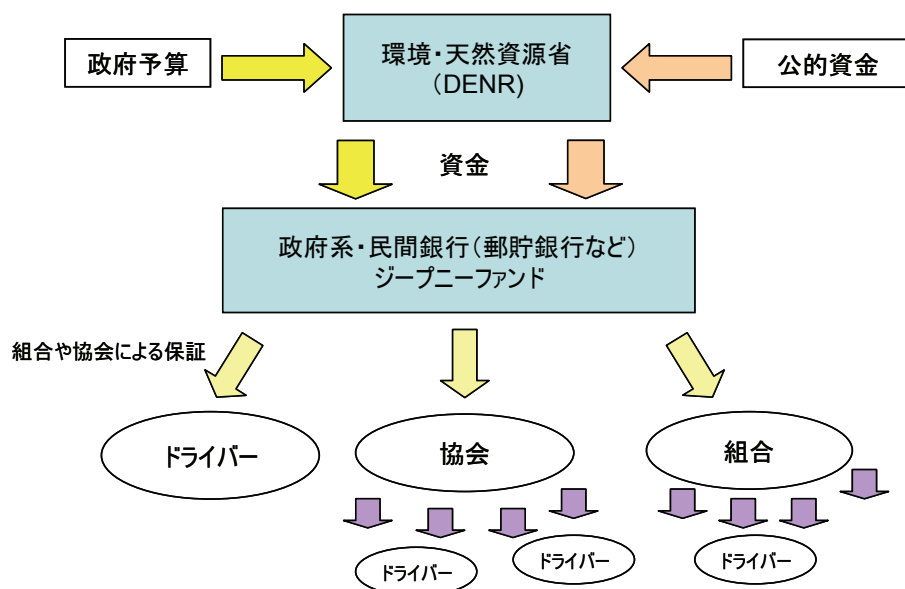 政府予算
環境・天然資源省
(DENR)
公的資金
資金
政府系・民間銀行(郵貯銀行など)
ジープニーファンド
組合や協会による保証
ドライバー
協会
組合
ドライバー
ドライバー
ドライバー